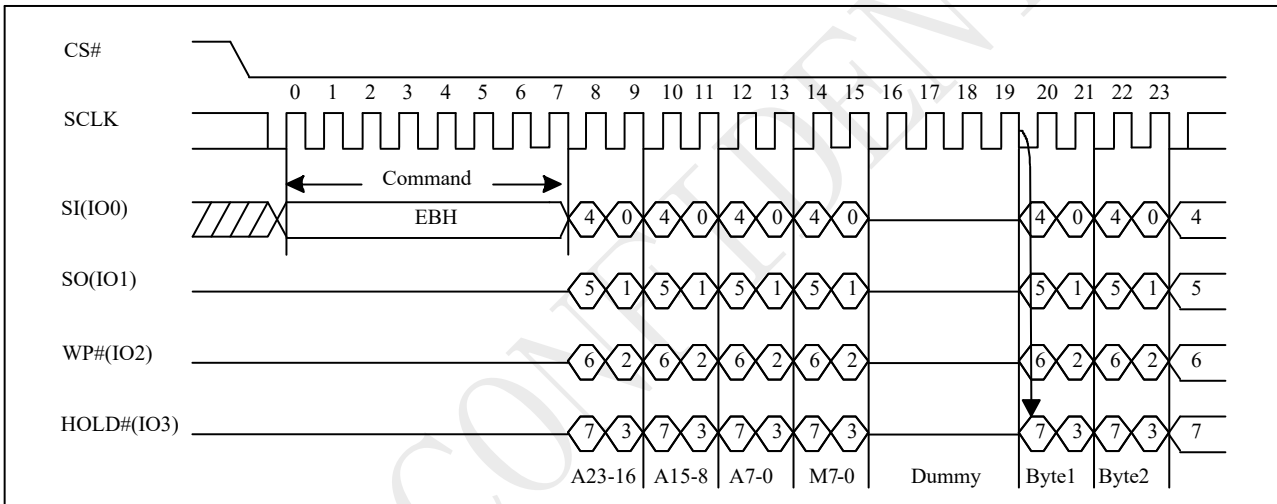 CS#
0 1 2 3 4 5 6 7 8 9 10 11 12 13 14 15 16 17 18 19 20 21 22 23
SCLK
Command
SI(IO0) EBH 4 0 4 0 4 0 4 0 4 0 4 0 4
SO(IO1) 5 1 5 1 5 1 5 1 5 1 5 1 5
WP#(IO2) 6 2 6 2 6 2 6 2 6 2 6 2 6
HOLD#(IO3) 7 3 7 3 7 3 7 3 7 3 7 3 7
A23-16 A15-8 A7-0 M7-0 Dummy Byte1 Byte2
CONFIDEN